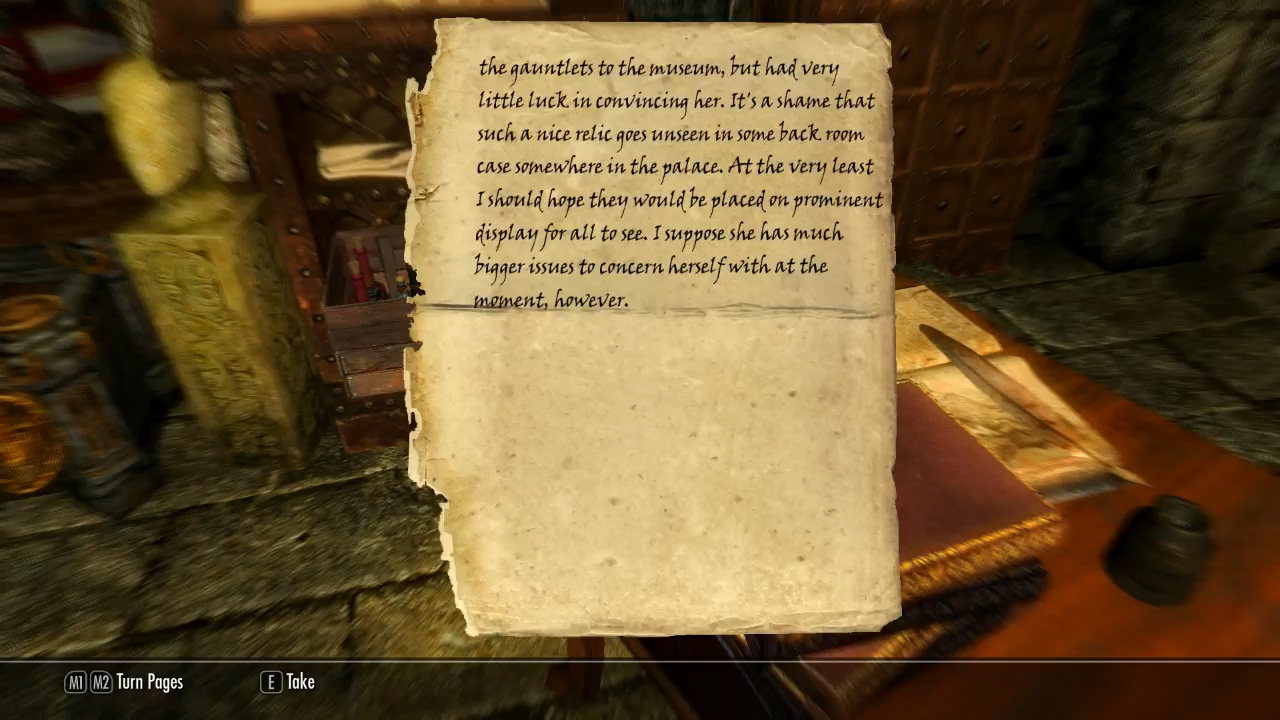 the gauntlets to the museum, but had very
little luck in convincing her. It's a shame that
such a nice relic goes unseen in some back room
case somewhere in the palace. At the very least
I should hope they would be placed on prominent
display for all to see. I suppose she has much
bigger issues to concern herself with at the
moment, however.
M1 M2 Turn Pages E Take